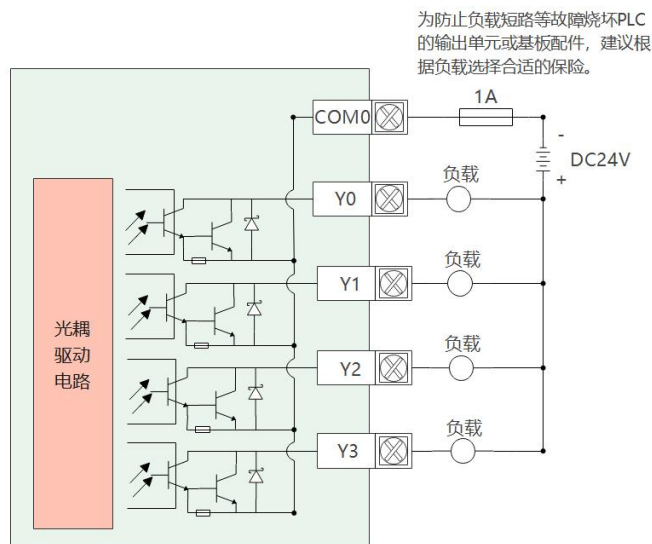 为防止负载短路等故障烧坏PLC
的输出单元或基板配件，建议根
据负载选择合适的保险。
1A
COM0
-
DC24V
+
负载
Y0
负载
Y1
光耦
驱动
电路
负载
Y2
负载
Y3